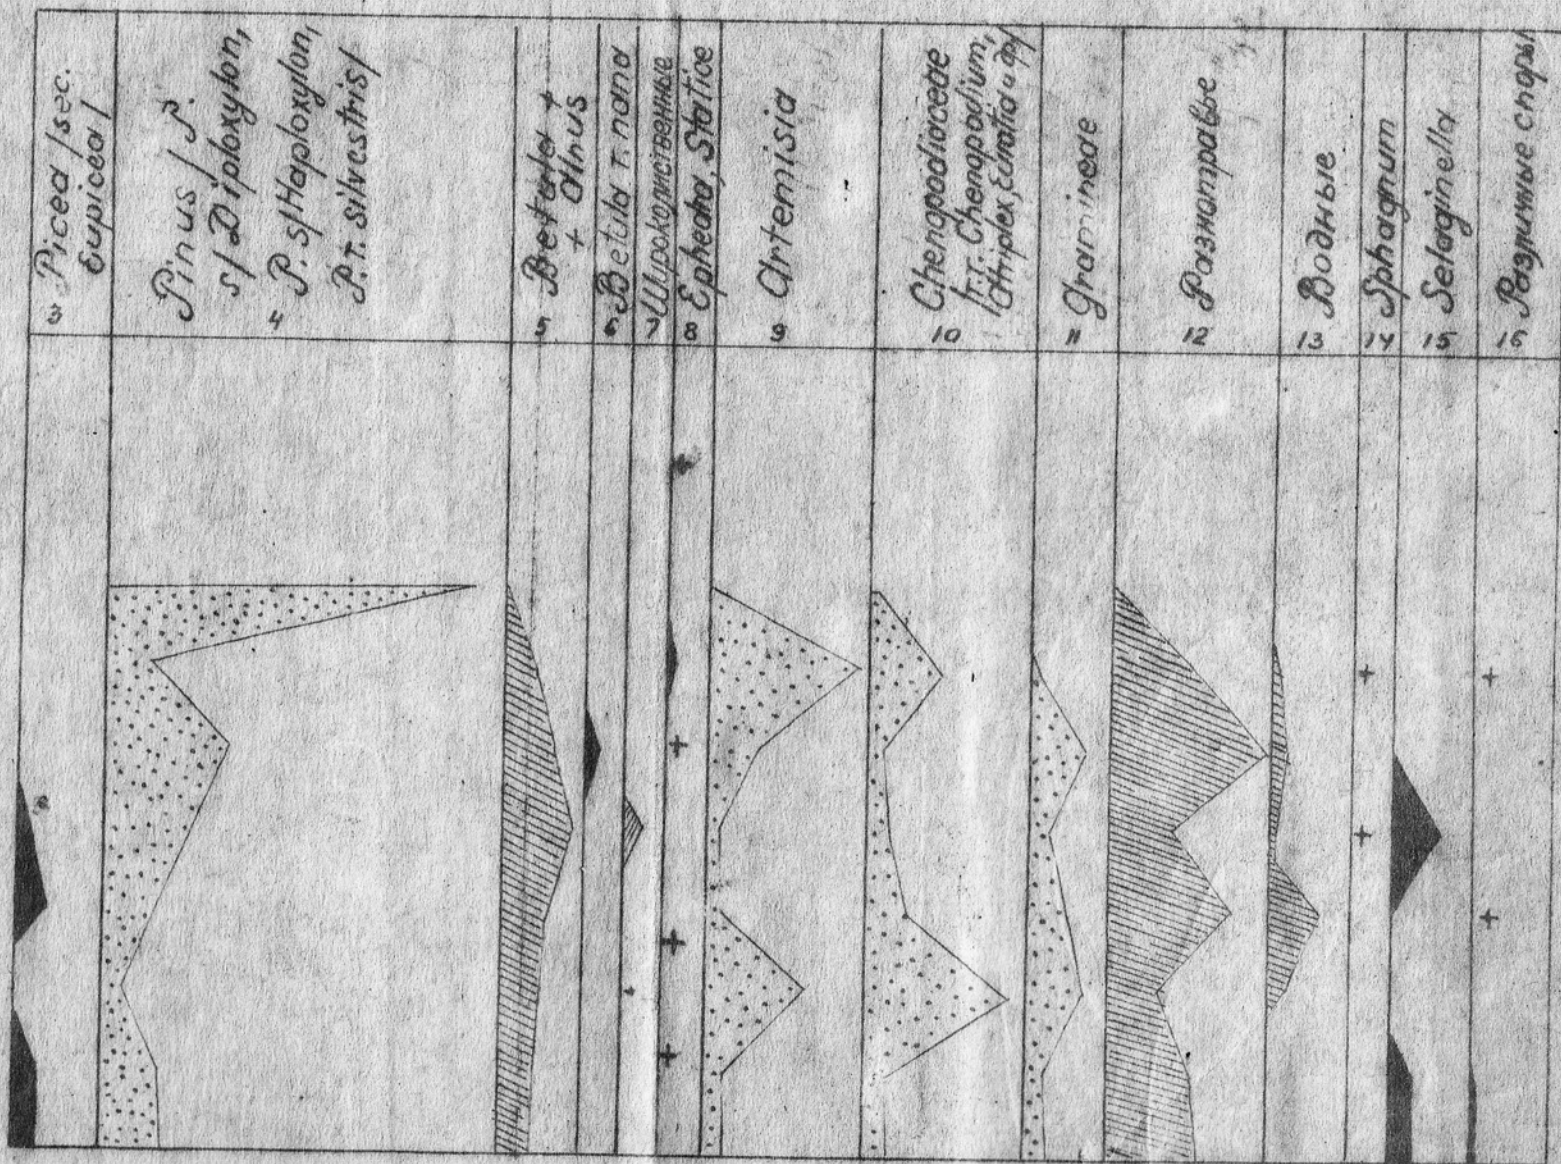 Picea /sec.
Eupicea/
3
Pinus / P.
s/ Diploxylon,
P. s/Haploxylon,
P.т. silvestris/
4
Betula +
+ Alnus
5
Betula т. nana
6
Широколиственные
7
Ephedra, Statice
8
Artemisia
9
Chenopodiaceae
/т.т. Chenopodium,
Atriplex, Eurotia и др/
10
Gramineae
11
Разнотравье
12
Водные
13
Sphagnum
14
Selaginella
15
Различные споры
16